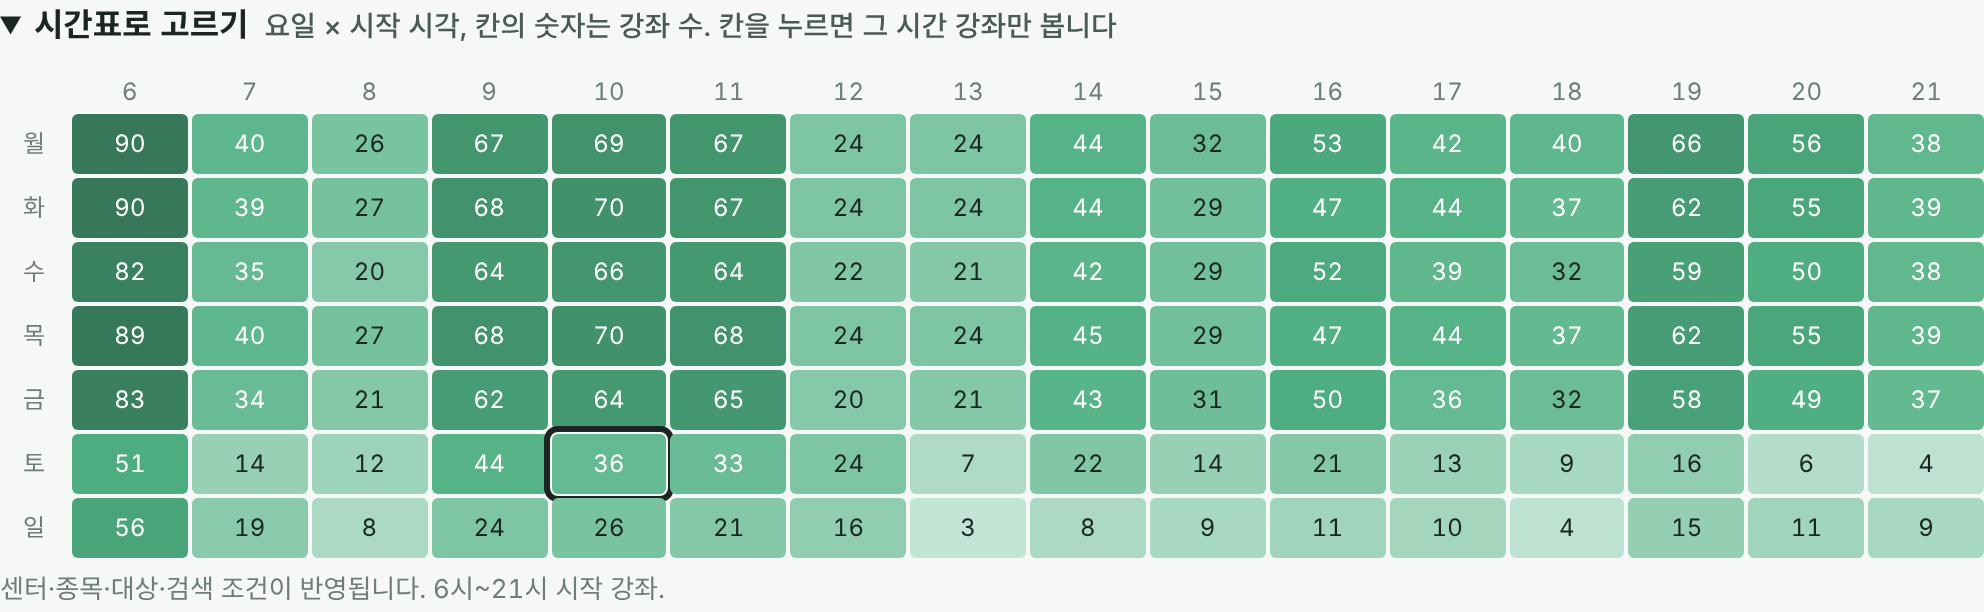 ▼ 시간표로 고르기 요일 × 시작 시각, 칸의 숫자는 강좌 수. 칸을 누르면 그 시간 강좌만 봅니다
6 7 8 9 10 11 12 13 14 15 16 17 18 19 20 21
월 90 40 26 67 69 67 24 24 44 32 53 42 40 66 56 38
화 90 39 27 68 70 67 24 24 44 29 47 44 37 62 55 39
수 82 35 20 64 66 64 22 21 42 29 52 39 32 59 50 38
목 89 40 27 68 70 68 24 24 45 29 47 44 37 62 55 39
금 83 34 21 62 64 65 20 21 43 31 50 36 32 58 49 37
토 51 14 12 44 36 33 24 7 22 14 21 13 9 16 6 4
일 56 19 8 24 26 21 16 3 8 9 11 10 4 15 11 9
센터·종목·대상·검색 조건이 반영됩니다. 6시~21시 시작 강좌.